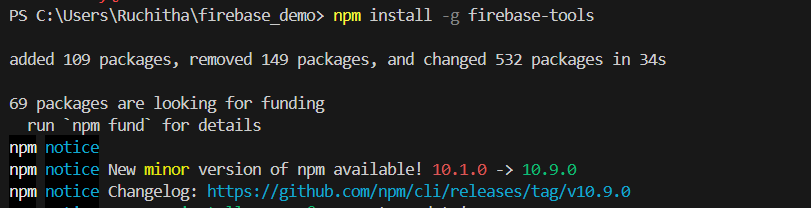 PS C:\Users\Ruchitha\firebase_demo> npm install -g firebase-tools
added 109 packages, removed 149 packages, and changed 532 packages in 34s
69 packages are looking for funding
  run `npm fund` for details
npm notice
npm notice New minor version of npm available! 10.1.0 -> 10.9.0
npm notice Changelog: https://github.com/npm/cli/releases/tag/v10.9.0